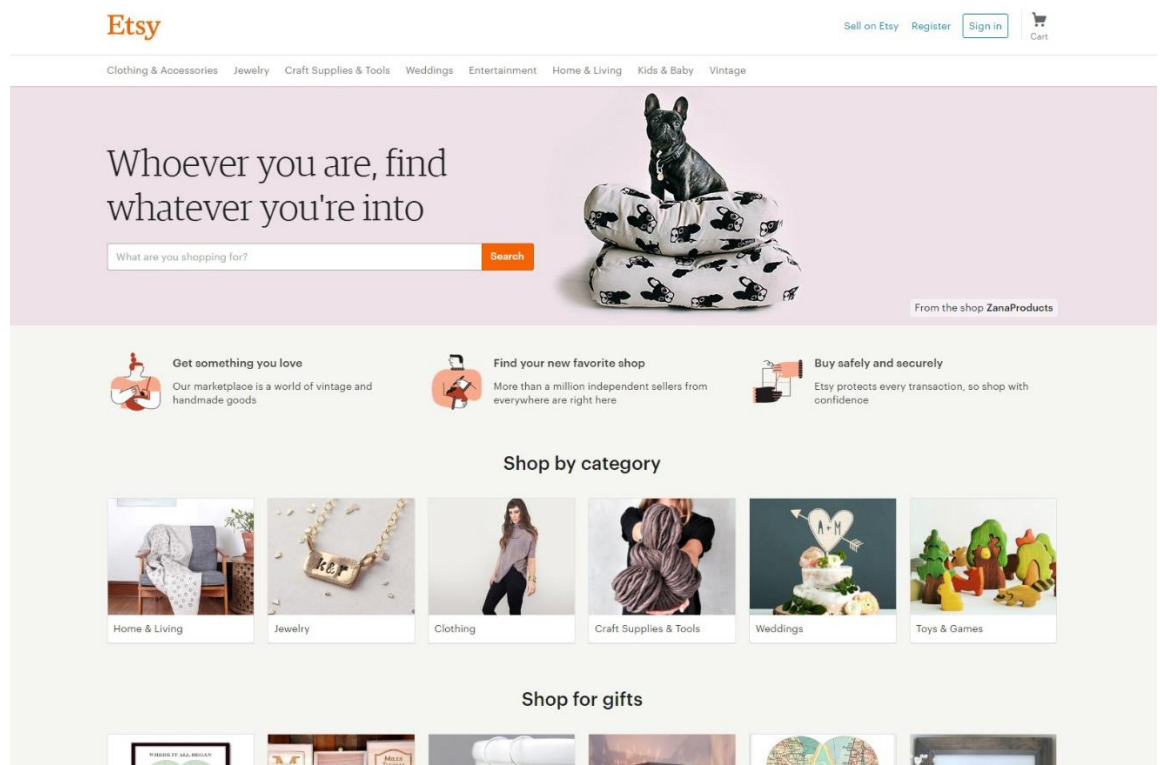 Etsy
Sell on Etsy Register Sign in
Cart
Clothing & Accessories Jewelry Craft Supplies & Tools Weddings Entertainment Home & Living Kids & Baby Vintage
Whoever you are, find
whatever you're into
What are you shopping for? Search
From the shop ZanaProducts
Get something you love
Our marketplace is a world of vintage and
handmade goods
Find your new favorite shop
More than a million independent sellers from
everywhere are right here
Buy safely and securely
Etsy protects every transaction, so shop with
confidence
Shop by category
k&r
A+M
Home & Living Jewelry Clothing Craft Supplies & Tools Weddings Toys & Games
Shop for gifts
WHERE IT ALL BEGAN
M